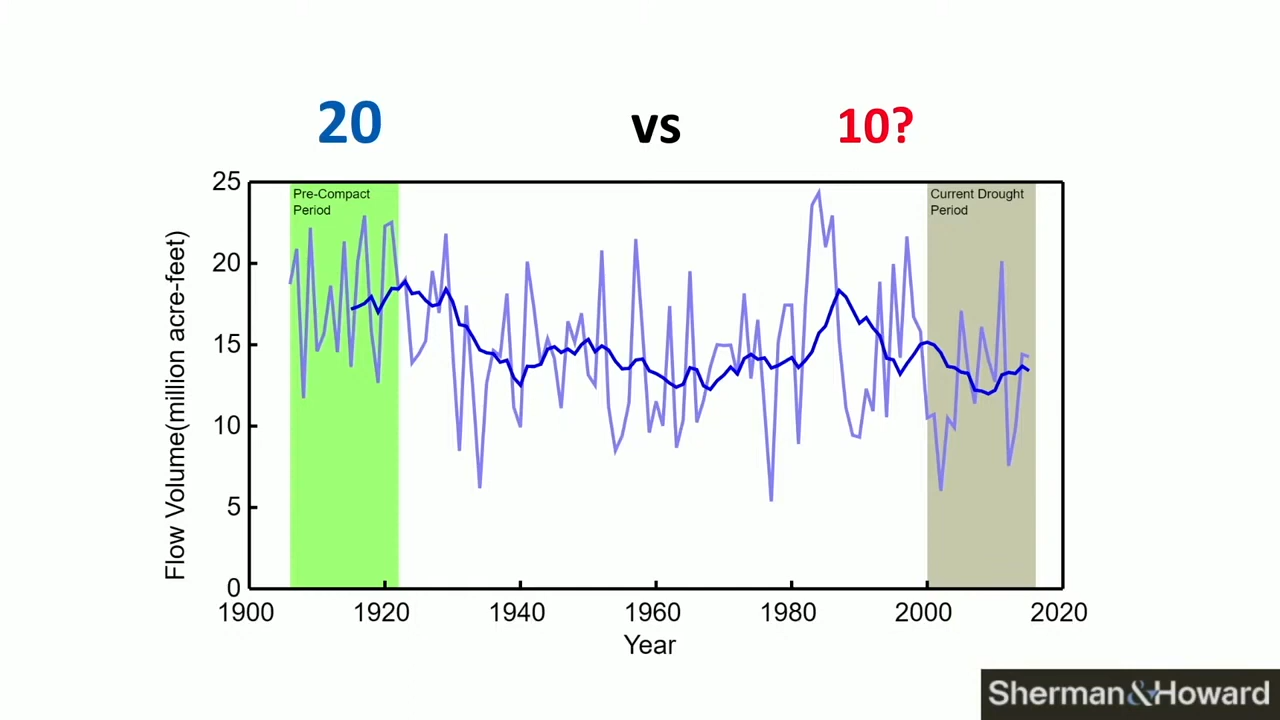 20 vs 10?
25
Pre-Compact
Period
Current Drought
Period
20
15
10
5
0
Flow Volume(million acre-feet)
1900 1920 1940 1960 1980 2000 2020
Year
Sherman&Howard